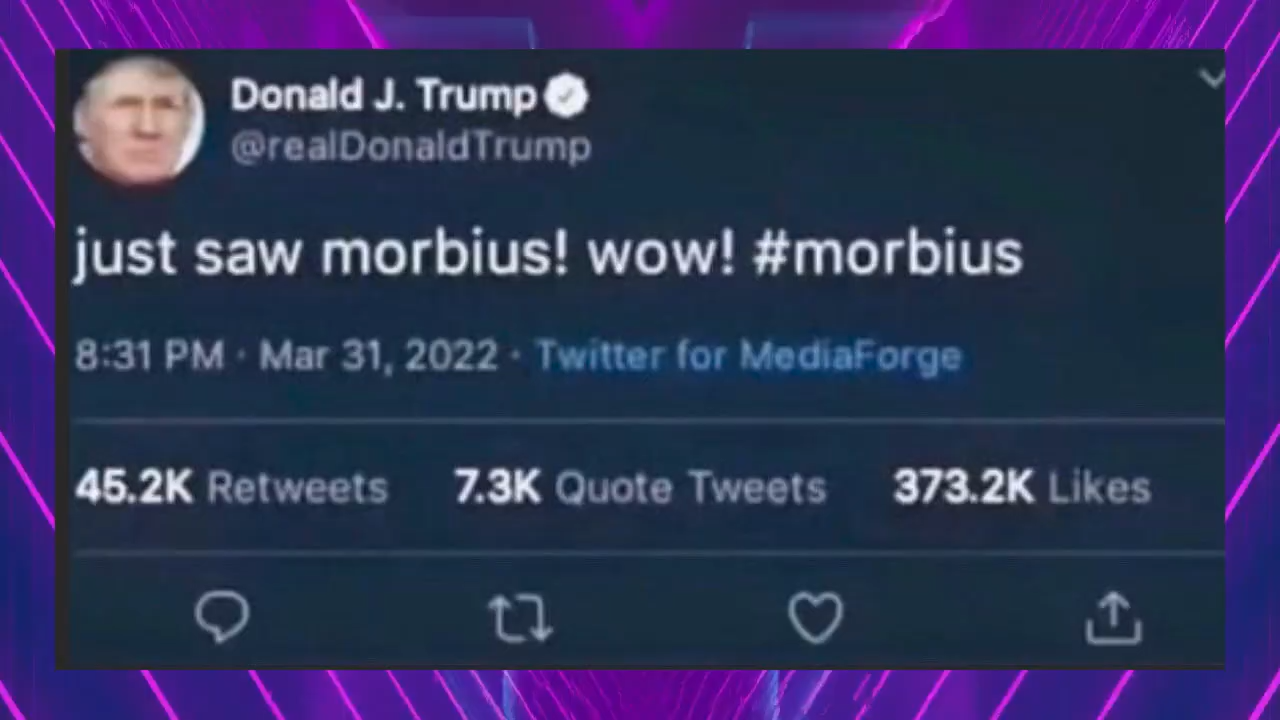 Donald J. Trump
@realDonaldTrump
just saw morbius! wow! #morbius
8:31 PM · Mar 31, 2022 · Twitter for MediaForge
45.2K Retweets 7.3K Quote Tweets 373.2K Likes